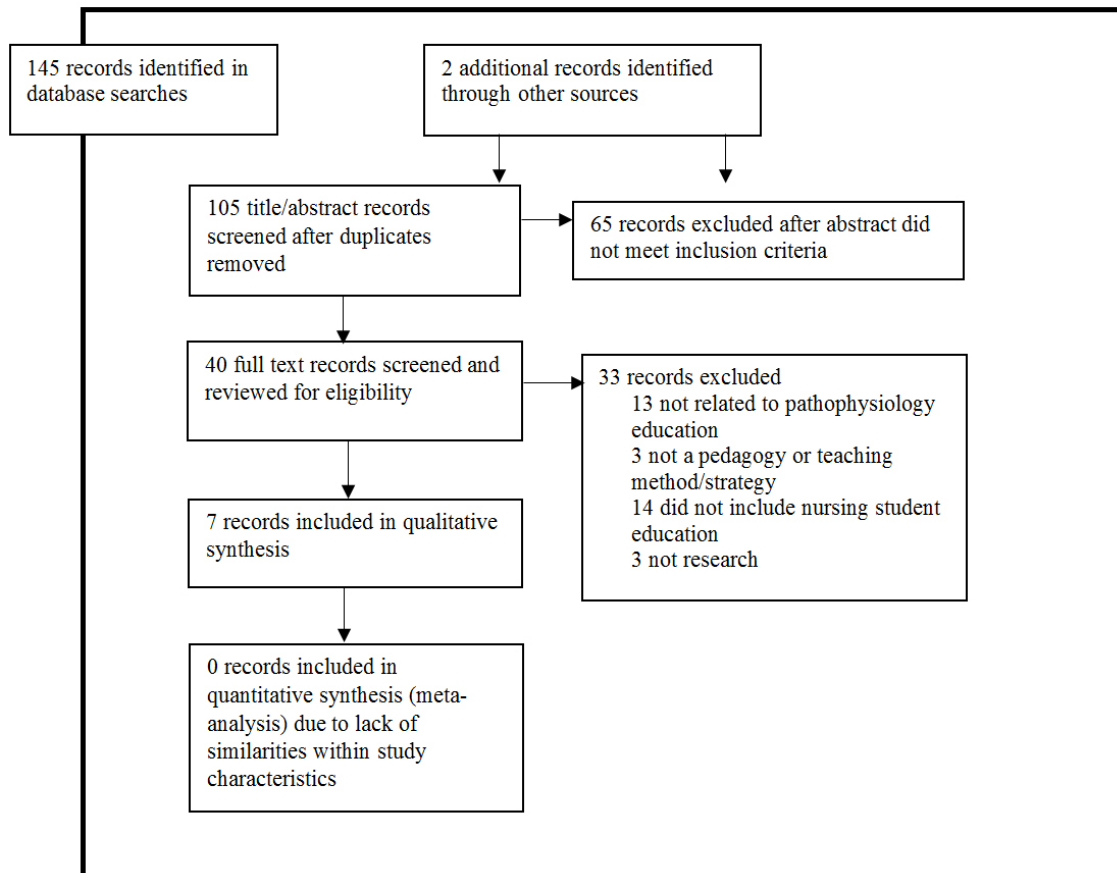 145 records identified in
database searches
2 additional records identified
through other sources
105 title/abstract records
screened after duplicates
removed
65 records excluded after abstract did
not meet inclusion criteria
40 full text records screened and
reviewed for eligibility
33 records excluded
13 not related to pathophysiology
education
3 not a pedagogy or teaching
method/strategy
14 did not include nursing student
education
3 not research
7 records included in qualitative
synthesis
0 records included in
quantitative synthesis (meta-
analysis) due to lack of
similarities within study
characteristics